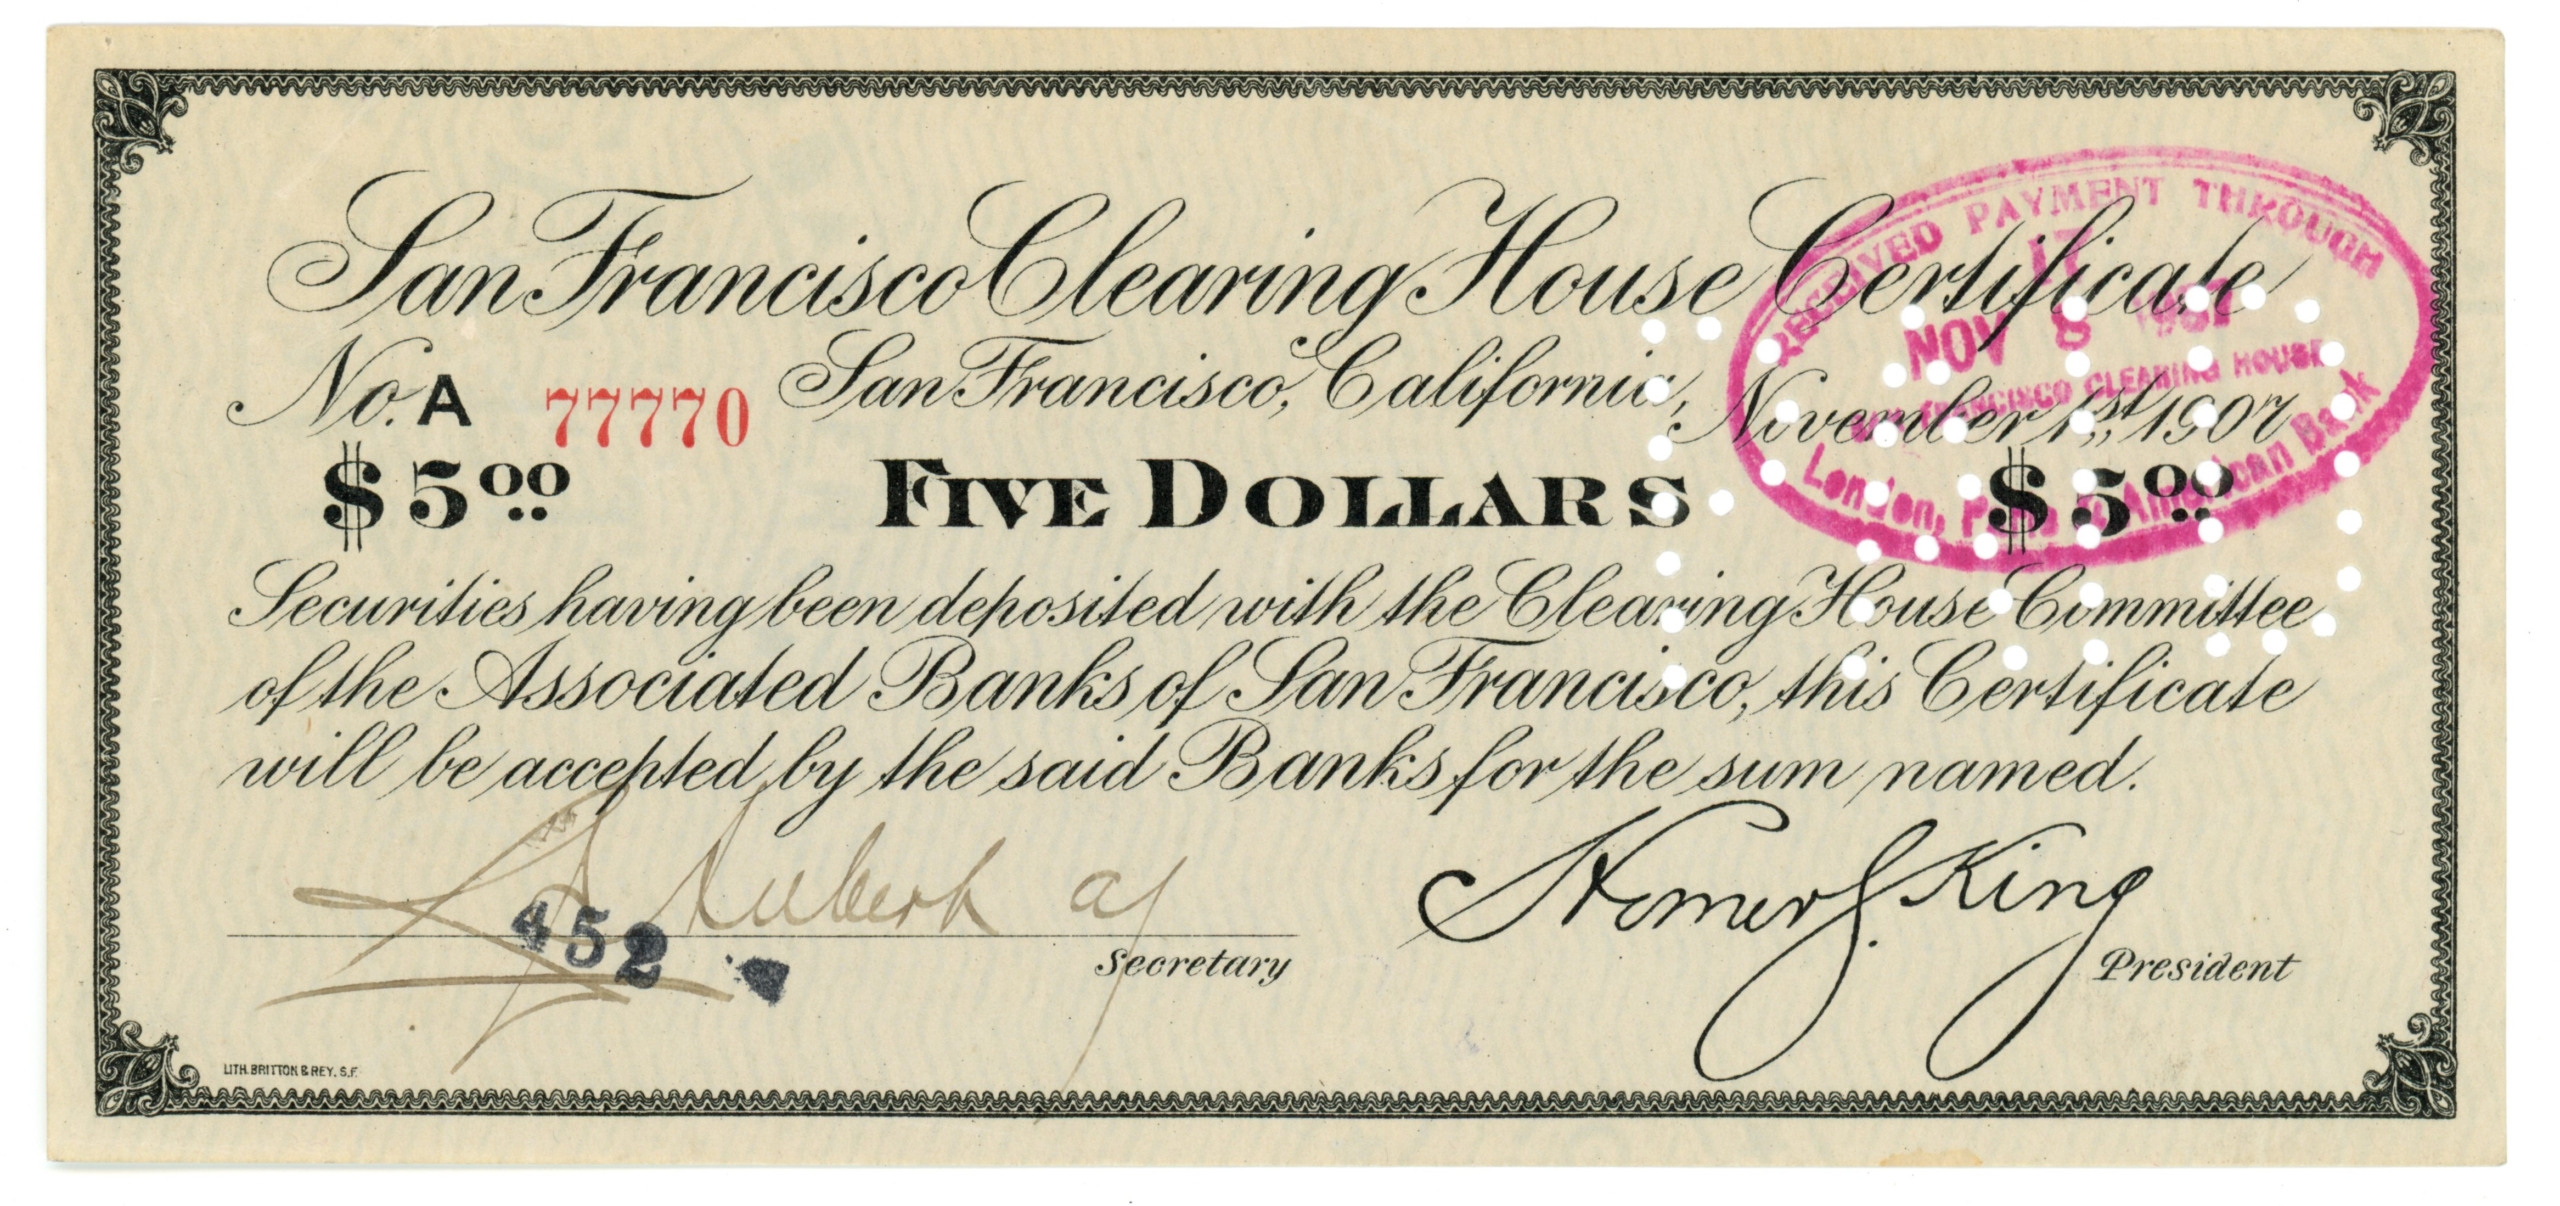 San Francisco Clearing House Certificate
No. A 77770 San Francisco, California, November 1st, 1907
$5.00 FIVE DOLLARS $5.00
Securities having been deposited with the Clearing House Committee
of the Associated Banks of San Francisco, this Certificate
will be accepted by the said Banks for the sum named.
Homer S. King
452
Secretary
President
LITH. BRITTON & REY, S.F.
RECEIVED PAYMENT THROUGH
17
NOV 8 1907
FRANCISCO CLEARING HOUSE
London, Paris & American Bank